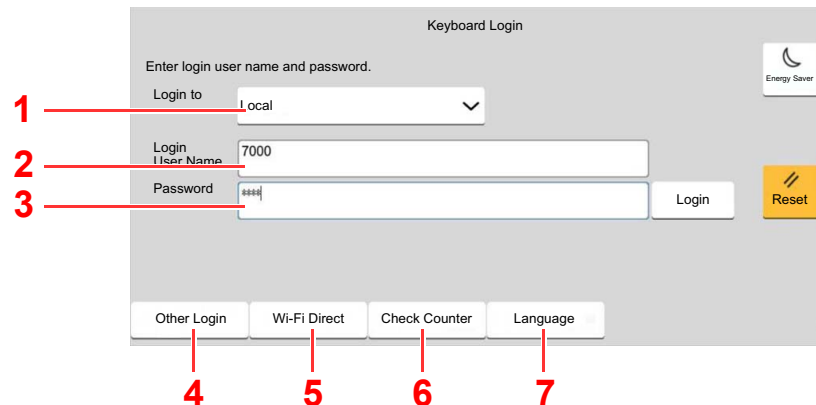 Keyboard Login
Enter login user name and password.
Energy Saver
Login to
1
Local
Login
User Name
2
7000
Password
3
****
Login
Reset
Other Login
Wi-Fi Direct
Check Counter
Language
4
5
6
7